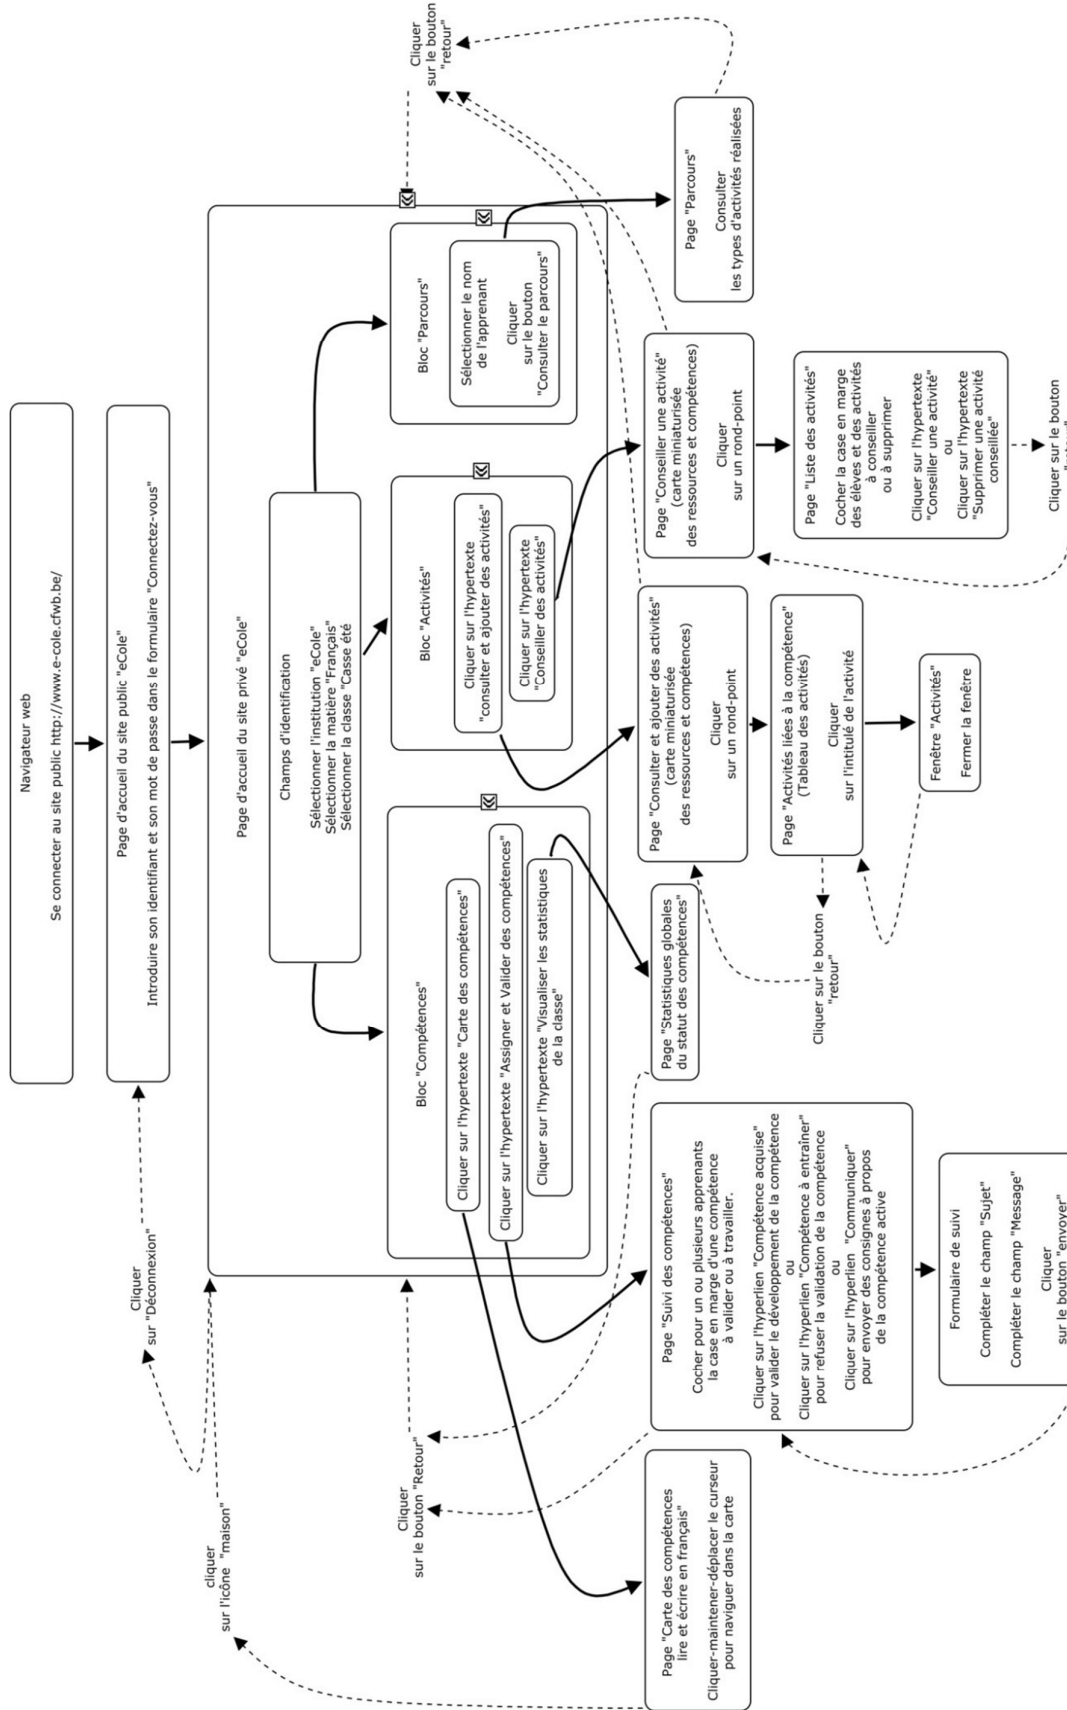 Navigateur web
Se connecter au site public http://www.e-cole.cfwb.be/
Page d'accueil du site public "eCole"
Introduire son identifiant et son mot de passe dans le formulaire "Connectez-vous"
Cliquer
sur "Déconnexion"
cliquer
sur l'icône "maison"
Page d'accueil du site privé "eCole"
Champs d'identification
Sélectionner l'institution "eCole"
Sélectionner la matière "Français"
Sélectionner la classe "Casse été
Bloc "Compétences"
Cliquer sur l'hypertexte "Carte des compétences"
Cliquer sur l'hypertexte "Assigner et Valider des compétences"
Cliquer sur l'hypertexte "Visualiser les statistiques
de la classe"
Bloc "Activités"
Cliquer sur l'hypertexte
"consulter et ajouter des activités"
Cliquer sur l'hypertexte
"Conseiller des activités"
Bloc "Parcours"
Sélectionner le nom
de l'apprenant
Cliquer
sur le bouton
"Consulter le parcours"
Cliquer
sur le bouton "Retour"
Cliquer
sur le bouton
"retour"
Page "Carte des compétences
lire et écrire en français"
Cliquer-maintener-déplacer le curseur
pour naviguer dans la carte
Page "Suivi des compétences"
Cocher pour un ou plusieurs apprenants
la case en marge d'une compétence
à valider ou à travailler.
Cliquer sur l'hyperlien "Compétence acquise"
pour valider le développement de la compétence
ou
Cliquer sur l'hyperlien "Compétence à entraîner"
pour refuser la validation de la compétence
ou
Cliquer sur l'hyperlien "Communiquer"
pour envoyer des consignes à propos
de la compétence active
Formulaire de suivi
Compléter le champ "Sujet"
Compléter le champ "Message"
Cliquer
sur le bouton "envoyer"
Page "Statistiques globales
du statut des compétences"
Page "Consulter et ajouter des activités"
(carte miniaturisée
des ressources et compétences)
Cliquer
sur un rond-point
Page "Activités liées à la compétence"
(Tableau des activités)
Cliquer
sur l'intitulé de l'activité
Cliquer sur le bouton
"retour"
Fenêtre "Activités"
Fermer la fenêtre
Page "Conseiller une activité"
(carte miniaturisée
des ressources et compétences)
Cliquer
sur un rond-point
Page "Liste des activités"
Cocher la case en marge
des élèves et des activités
à conseiller
ou à supprimer
Cliquer sur l'hypertexte
"Conseiller une activité"
ou
Cliquer sur l'hypertexte
"Supprimer une activité
conseillée"
Cliquer sur le bouton
Page "Parcours"
Consulter
les types d'activités réalisées